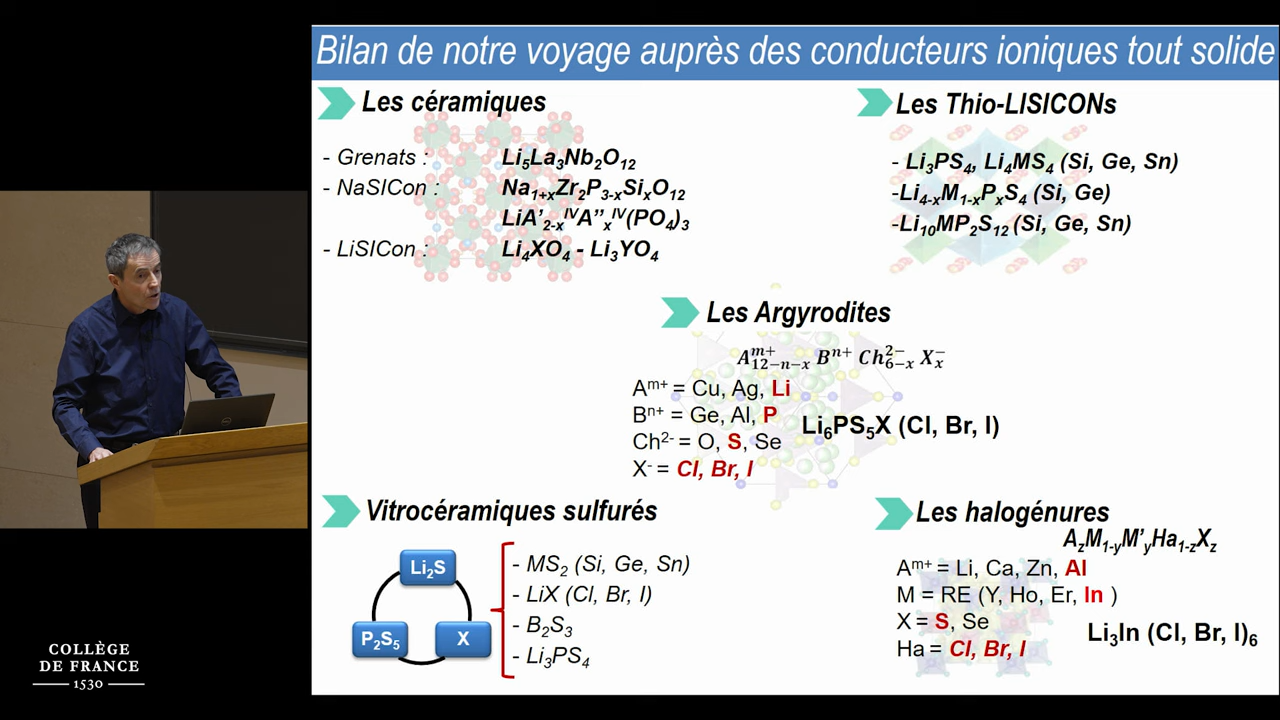 Bilan de notre voyage auprès des conducteurs ioniques tout solide
Les céramiques
- Grenats : Li5La3Nb2O12
- NaSICon : Na1+xZr2P3-xSixO12
LiA'2-xIVA''xIV(PO4)3
- LiSICon : Li4XO4 - Li3YO4
Les Thio-LISICONs
- Li3PS4, Li4MS4 (Si, Ge, Sn)
-Li4-xM1-xPxS4 (Si, Ge)
-Li10MP2S12 (Si, Ge, Sn)
Les Argyrodites
A12-n-xm+ Bn+ Ch6-x2- Xx-
Am+ = Cu, Ag, Li
Bn+ = Ge, Al, P
Ch2- = O, S, Se
X- = Cl, Br, I
Li6PS5X (Cl, Br, I)
Vitrocéramiques sulfurés
Li2S
P2S5
X
- MS2 (Si, Ge, Sn)
- LiX (Cl, Br, I)
- B2S3
- Li3PS4
Les halogénures
AzM1-yM'yHa1-zXz
Am+ = Li, Ca, Zn, Al
M = RE (Y, Ho, Er, In )
X = S, Se
Ha = Cl, Br, I
Li3In (Cl, Br, I)6
COLLÈGE
DE FRANCE
1530
DELL